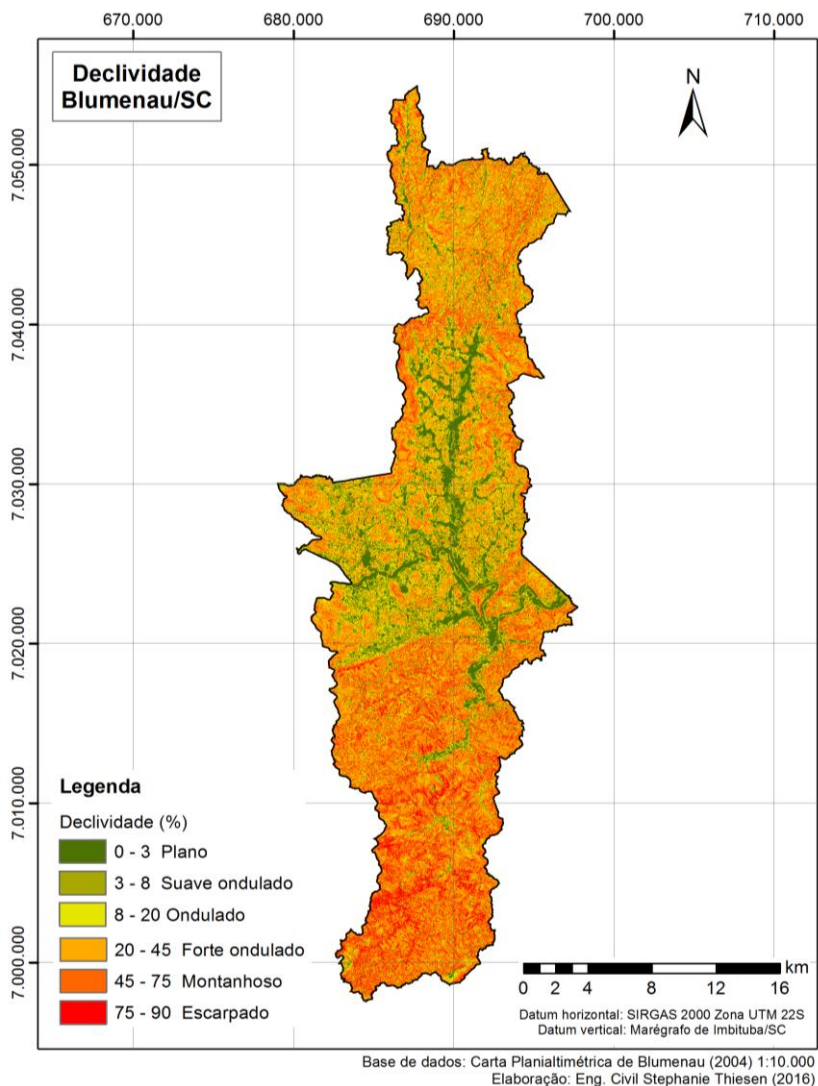 670.000
680.000
690.000
700.000
710.000
Declividade
Blumenau/SC
N
7.050.000
7.040.000
7.030.000
7.020.000
7.010.000
7.000.000
Legenda
Declividade (%)
0 - 3 Plano
3 - 8 Suave ondulado
8 - 20 Ondulado
20 - 45 Forte ondulado
45 - 75 Montanhoso
75 - 90 Escarpado
km
0 2 4 8 12 16
Datum horizontal: SIRGAS 2000 Zona UTM 22S
Datum vertical: Marégrafo de Imbituba/SC
Base de dados: Carta Planialtimétrica de Blumenau (2004) 1:10.000
Elaboração: Eng. Civil Stephanie Thiesen (2016)